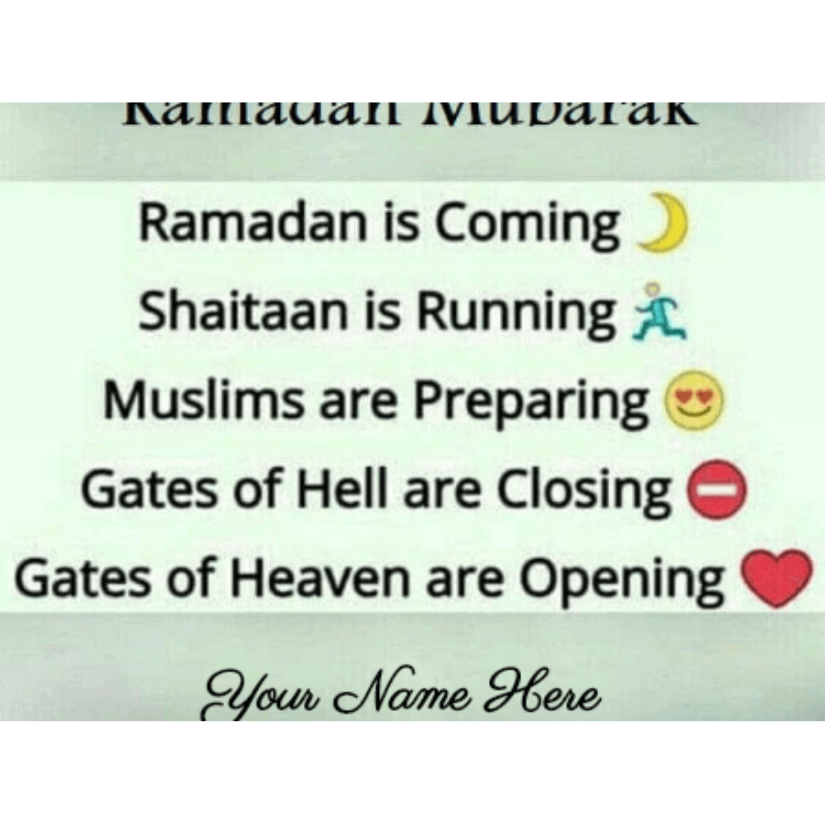 Ramadan Mubarak
Ramadan is Coming 🌙
Shaitaan is Running 🏃
Muslims are Preparing 😍
Gates of Hell are Closing ⛔
Gates of Heaven are Opening ❤️
Your Name Here